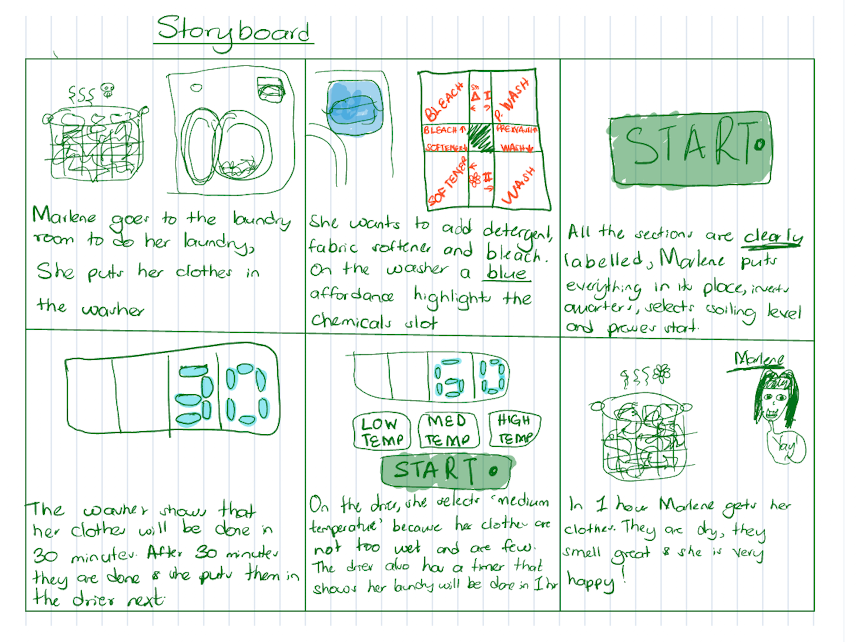 Storyboard
Marlene goes to the laundry
room to do her laundry,
She puts her clothes in
the washer
BLEACH
P. WASH
BLEACH↑
PREWASH↑
SOFTENER↓
WASH↓
SOFTENER
WASH
She wants to add detergent,
fabric softener and bleach.
On the washer a blue
affordance highlights the
chemicals slot
START
All the sections are clearly
labelled, Marlene puts
everything in its place, inserts
quarters, selects soiling level
and presses start.
30
The washer shows that
her clothes will be done in
30 minutes. After 30 minutes
they are done & she puts them in
the drier next.
60
LOW
TEMP
MED
TEMP
HIGH
TEMP
START
On the drier, she selects 'medium
temperature' because her clothes are
not too wet and are few.
The drier also has a timer that
shows her laundry will be done in 1 hr
Marlene
Yay!
In 1 hour Marlene gets her
clothes. They are dry, they
smell great & she is very
happy!